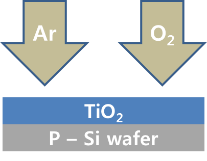 Ar
O₂
TiO₂
P – Si wafer